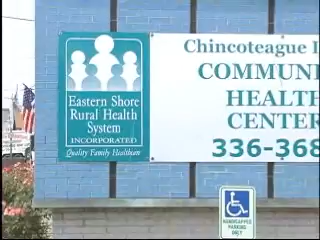 Eastern Shore
Rural Health
System
INCORPORATED
Quality Family Healthcare
Chincoteague I
COMMUN
HEALTH
CENTER
336-368
HANDICAPPED
PARKING
ONLY